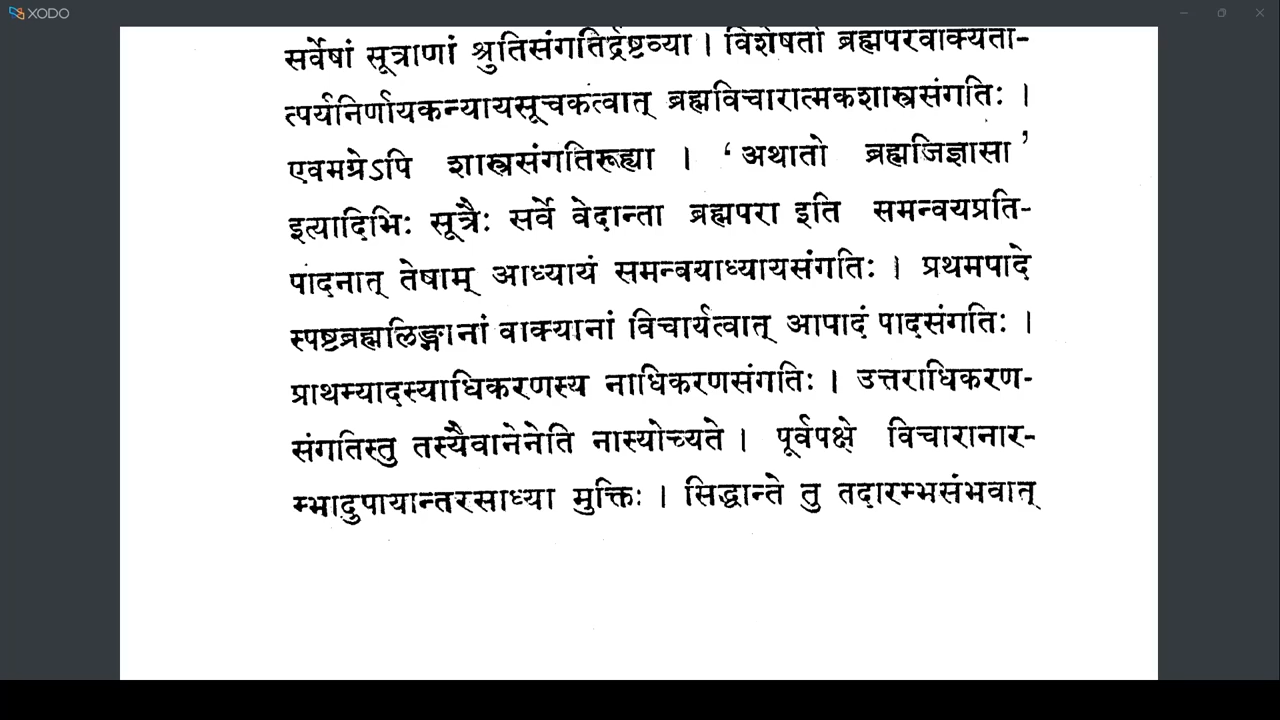 XODO
सर्वेषां सूत्राणां श्रुतिसंगतिर्द्रष्टव्या । विशेषतो ब्रह्मपरवाक्यता-
त्पर्यनिर्णायकन्यायसूचकत्वात् ब्रह्मविचारात्मकशास्त्रसंगतिः ।
एवमग्रेऽपि शास्त्रसंगतिरूह्या । ‘ अथातो ब्रह्मजिज्ञासा ’
इत्यादिभिः सूत्रैः सर्वे वेदान्ता ब्रह्मपरा इति समन्वयप्रति-
पादनात् तेषाम् आध्यायं समन्वयाध्यायसंगतिः । प्रथमपादे
स्पष्टब्रह्मलिङ्गानां वाक्यानां विचार्यत्वात् आपादं पादसंगतिः ।
प्राथम्यादस्याधिकरणस्य नाधिकरणसंगतिः । उत्तराधिकरण-
संगतिस्तु तस्यैवानेनेति नास्योच्यते । पूर्वपक्षे विचारानार-
म्भादुपायान्तरसाध्या मुक्तिः । सिद्धान्ते तु तदारम्भसंभवात्